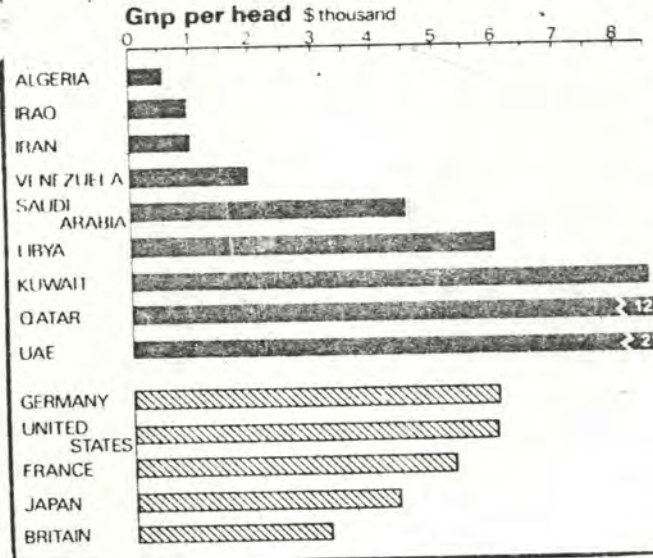 Gnp per head $ thousand
0 1 2 3 4 5 6 7 8
ALGERIA
IRAQ
IRAN
VENEZUELA
SAUDI
ARABIA
LIBYA
KUWAIT
QATAR 12
UAE
GERMANY
UNITED
STATES
FRANCE
JAPAN
BRITAIN